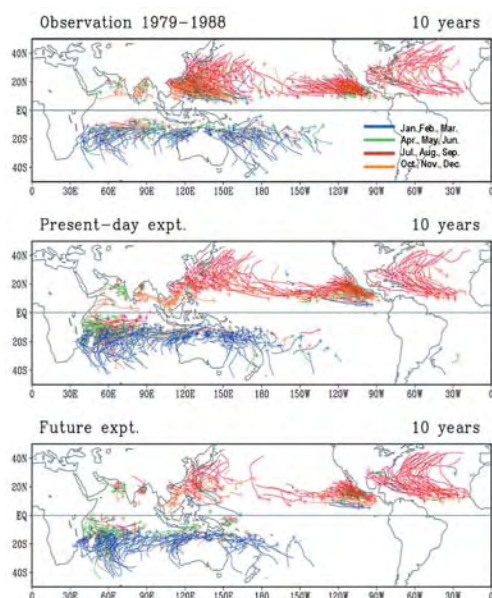 Observation 1979-1988 10 years
40N
20N
EQ
20S
40S
Jan,Feb., Mar.
Apr., May, Jun.
Jul., Aug., Sep.
Oct., Nov., Dec.
0 30E 60E 90E 120E 150E 180 150W 120W 90W 60W 30W 0
Present-day expt. 10 years
40N
20N
EQ
20S
40S
0 30E 60E 90E 120E 150E 180 150W 120W 90W 60W 30W 0
Future expt. 10 years
40N
20N
EQ
20S
40S
0 30E 60E 90E 120E 150E 180 150W 120W 90W 60W 30W 0